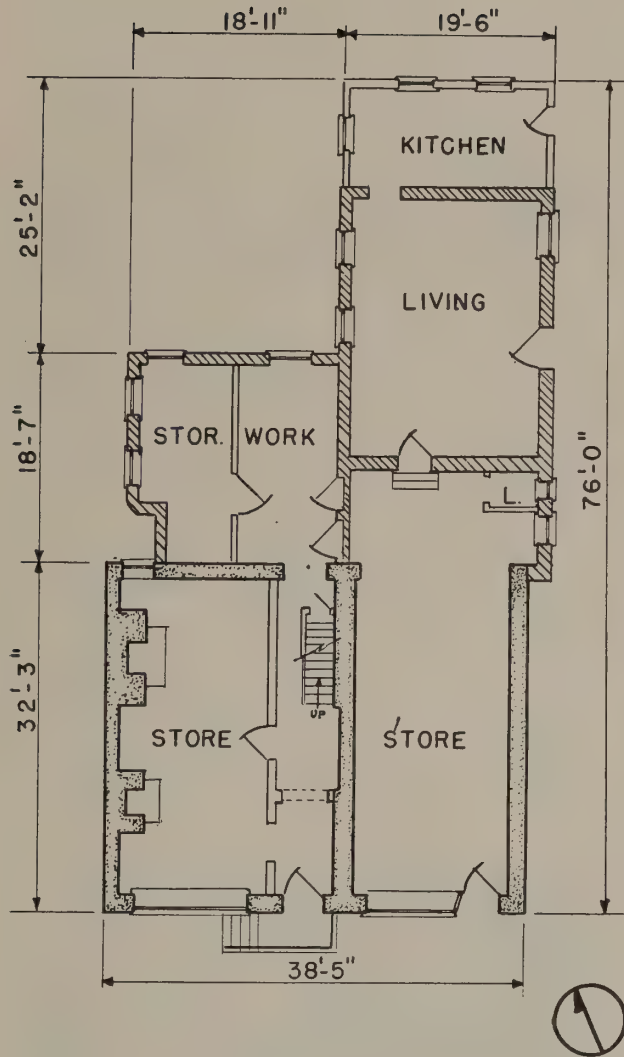 18'-11" 19'-6"
KITCHEN
25'-2"
LIVING
STOR. WORK
18'-7"
L.
76'-0"
32'-3"
UP
STORE STORE
38'-5"